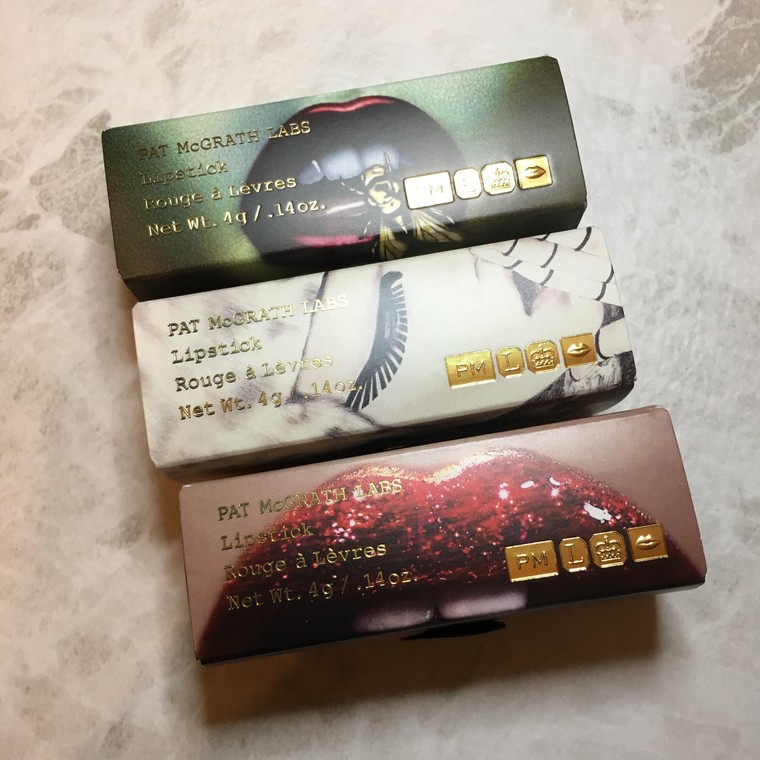 PAT McGRATH LABS
Lipstick
Rouge à Lèvres
Net Wt. 4g / .14oz.
PM L
PAT McGRATH LABS
Lipstick
Rouge à Lèvres
Net Wt. 4g / .14oz.
PM L
PAT McGRATH LABS
Lipstick
Rouge à Lèvres
Net Wt. 4g / .14oz.
PM L